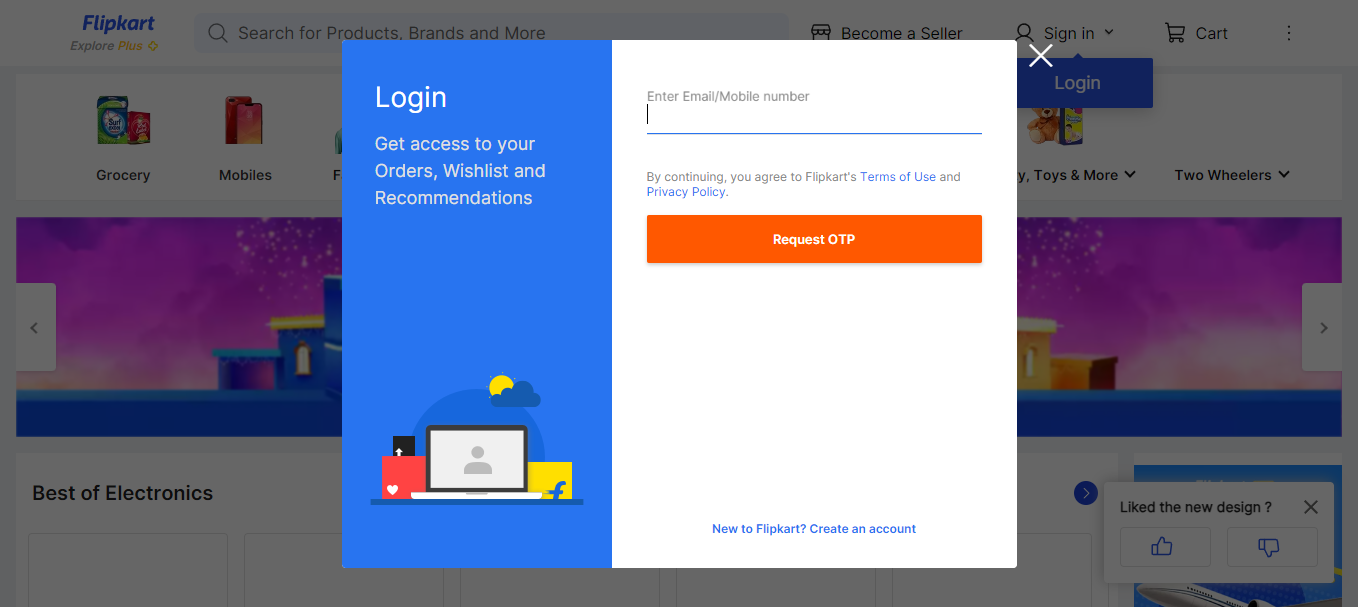 Flipkart
Explore Plus
Search for Products, Brands and More
Become a Seller
Sign in
Cart
Login
Grocery
Mobiles
y, Toys & More
Two Wheelers
Login
Get access to your
Orders, Wishlist and
Recommendations
Enter Email/Mobile number
By continuing, you agree to Flipkart's Terms of Use and
Privacy Policy.
Request OTP
New to Flipkart? Create an account
Best of Electronics
Liked the new design ?